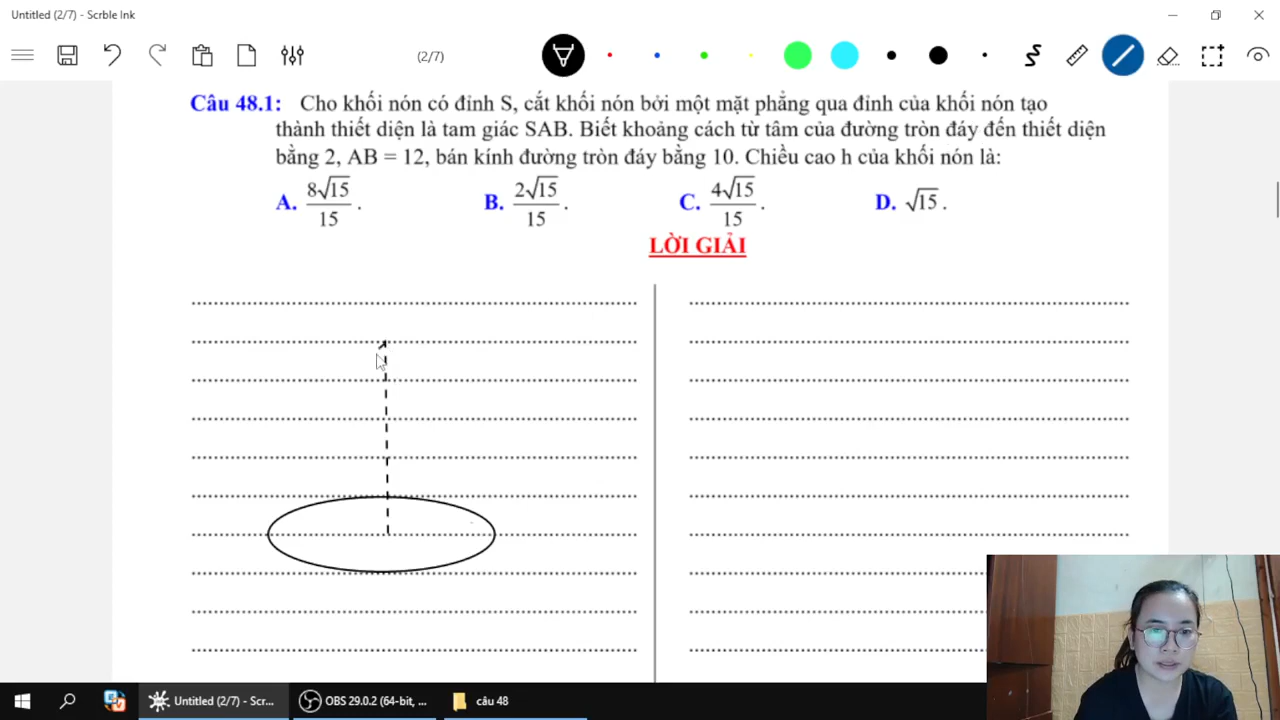 Untitled (2/7) - Scrble Ink
(2/7)
Câu 48.1: Cho khối nón có đỉnh S, cắt khối nón bởi một mặt phẳng qua đỉnh của khối nón tạo
thành thiết diện là tam giác SAB. Biết khoảng cách từ tâm của đường tròn đáy đến thiết diện
bằng 2, AB = 12, bán kính đường tròn đáy bằng 10. Chiều cao h của khối nón là:
A. 8√15/15 . B. 2√15/15 . C. 4√15/15 . D. √15 .
LỜI GIẢI
Untitled (2/7) - Scr... OBS 29.0.2 (64-bit, ... câu 48